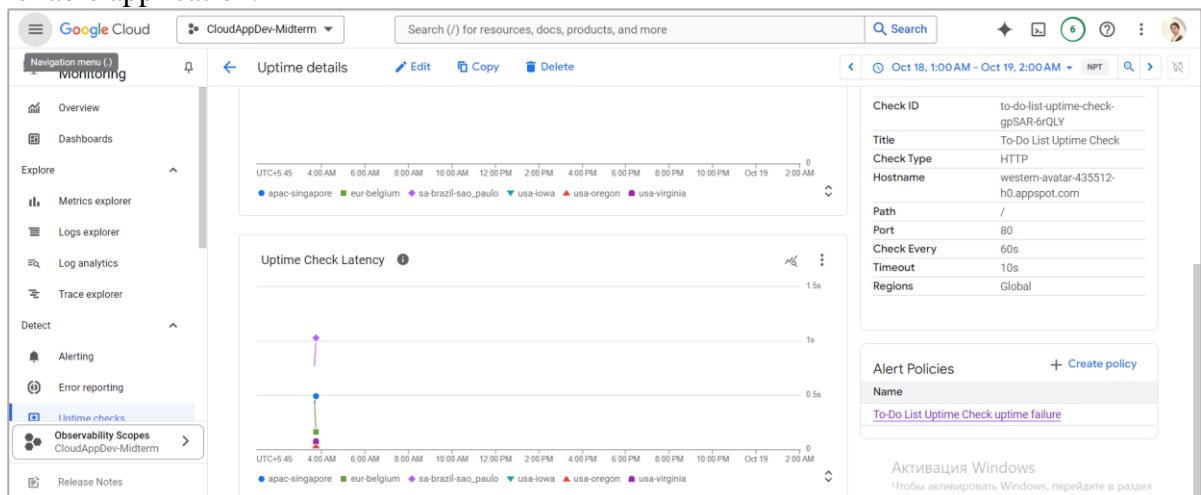 Google Cloud
CloudAppDev-Midterm
Search (/) for resources, docs, products, and more
Search
6
Navigation menu (.)
Monitoring
Uptime details
Edit
Copy
Delete
Oct 18, 1:00 AM - Oct 19, 2:00 AM
NPT
Overview
Dashboards
Explore
Metrics explorer
Logs explorer
Log analytics
Trace explorer
Detect
Alerting
Error reporting
Uptime checks
Observability Scopes
CloudAppDev-Midterm
Release Notes
0
UTC+5:45 4:00 AM 6:00 AM 8:00 AM 10:00 AM 12:00 PM 2:00 PM 4:00 PM 6:00 PM 8:00 PM 10:00 PM Oct 19 2:00 AM
apac-singapore eur-belgium sa-brazil-sao_paulo usa-iowa usa-oregon usa-virginia
Uptime Check Latency
1.5s
1s
0.5s
0
UTC+5:45 4:00 AM 6:00 AM 8:00 AM 10:00 AM 12:00 PM 2:00 PM 4:00 PM 6:00 PM 8:00 PM 10:00 PM Oct 19 2:00 AM
apac-singapore eur-belgium sa-brazil-sao_paulo usa-iowa usa-oregon usa-virginia
Check ID to-do-list-uptime-check-
gpSAR-6rQLY
Title To-Do List Uptime Check
Check Type HTTP
Hostname western-avatar-435512-
h0.appspot.com
Path /
Port 80
Check Every 60s
Timeout 10s
Regions Global
Alert Policies
Create policy
Name
To-Do List Uptime Check uptime failure
Активация Windows
Чтобы активировать Windows, перейдите в раздел